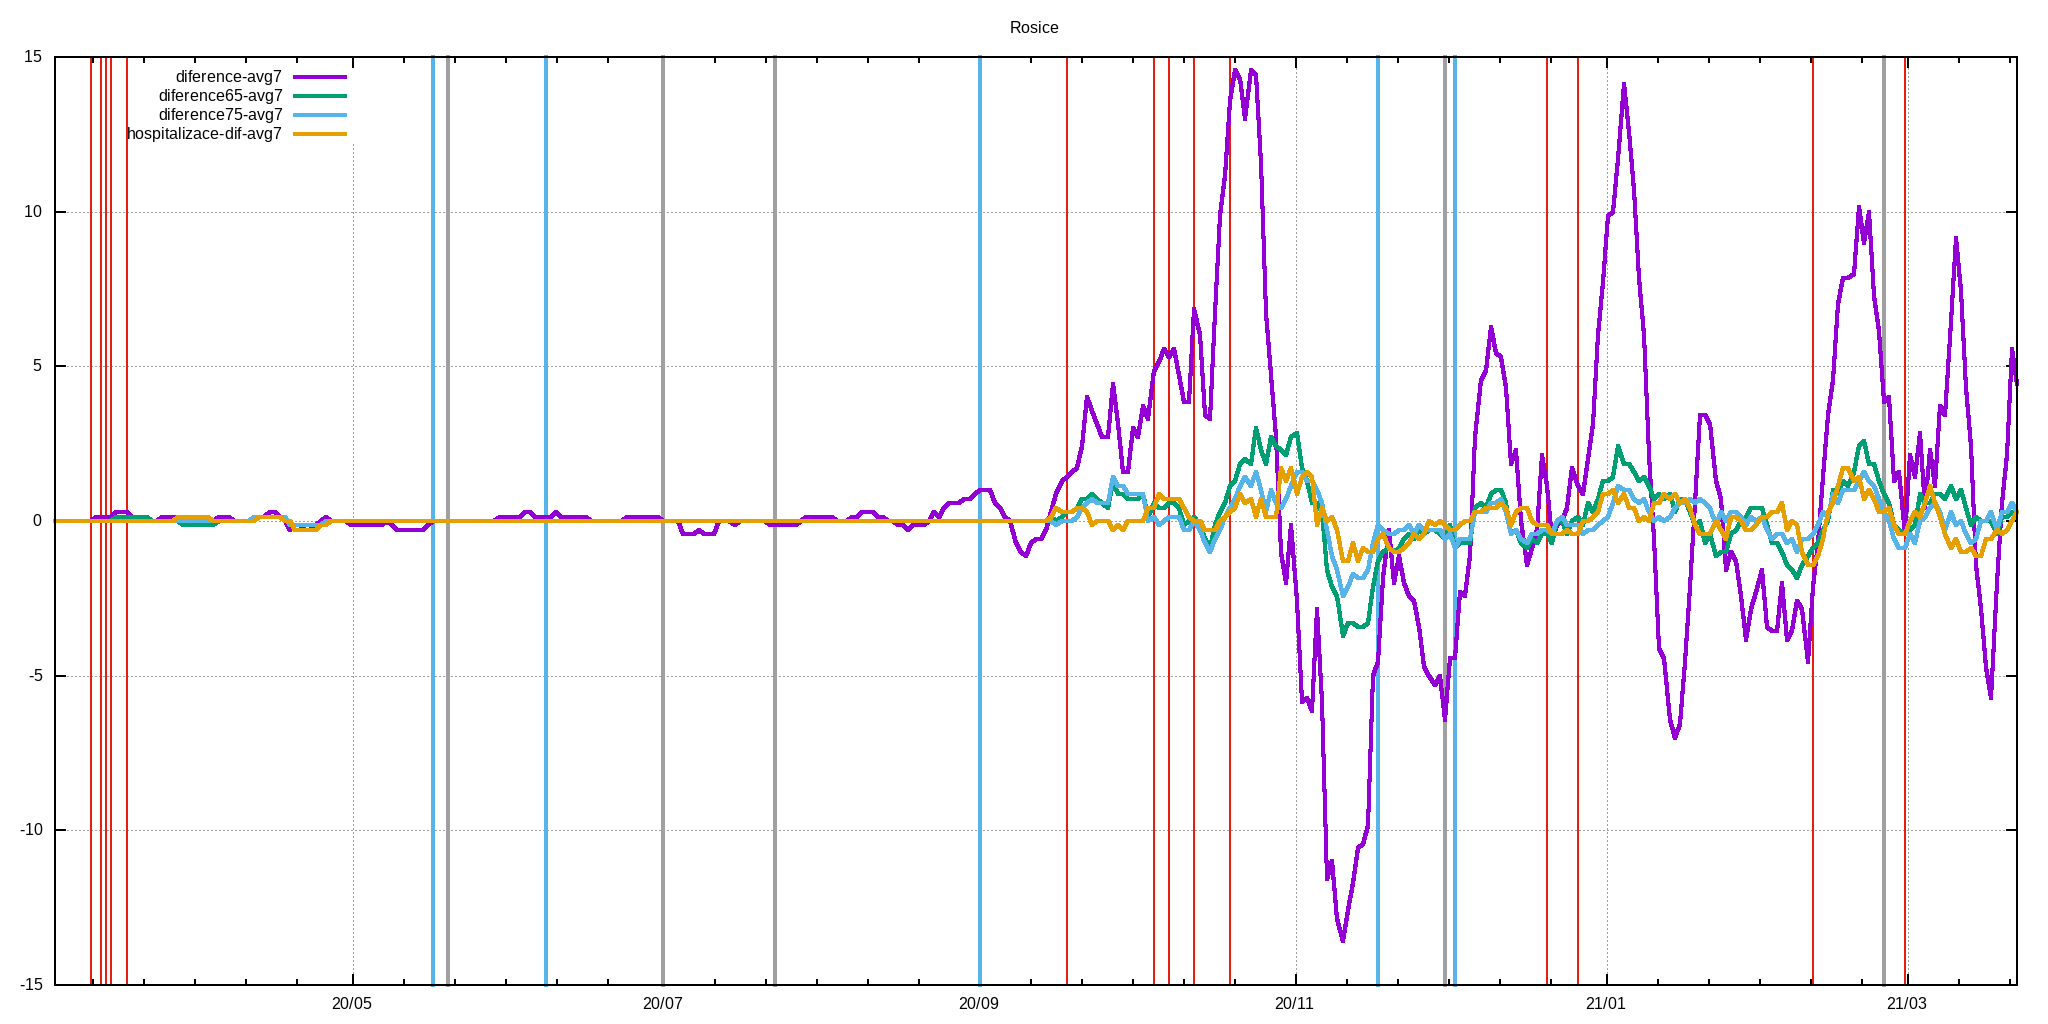 Rosice
15
diference-avg7
diference65-avg7
diference75-avg7
hospitalizace-dif-avg7
10
5
0
-5
-10
-15
20/05 20/07 20/09 20/11 21/01 21/03